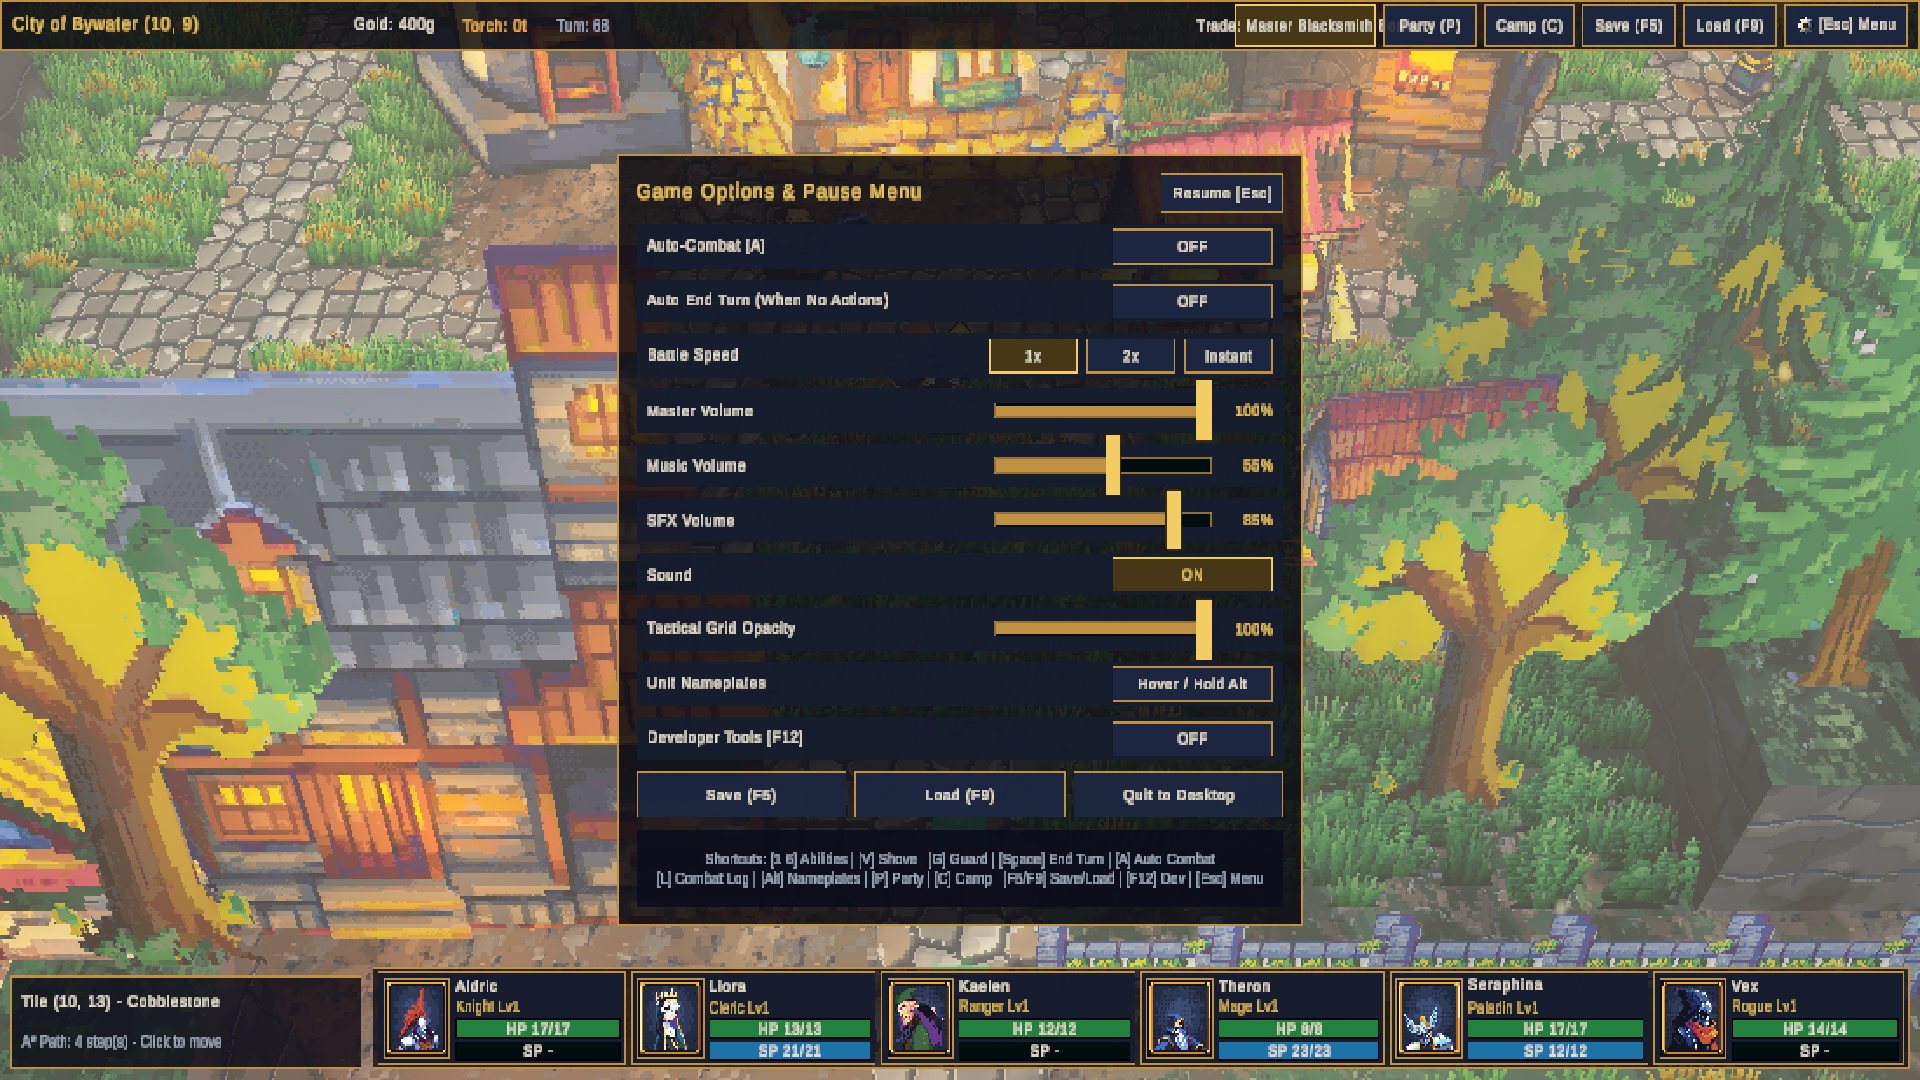 City of Bywater (10, 9)
Gold: 400g
Torch: 0t
Turn: 68
Trade: Master Blacksmith
Party (P)
Camp (C)
Save (F5)
Load (F9)
[Esc] Menu
Game Options & Pause Menu
Resume [Esc]
Auto-Combat [A]
OFF
Auto End Turn (When No Actions)
OFF
Battle Speed
1x
2x
Instant
Master Volume
100%
Music Volume
55%
SFX Volume
85%
Sound
ON
Tactical Grid Opacity
100%
Unit Nameplates
Hover / Hold Alt
Developer Tools [F12]
OFF
Save (F5)
Load (F9)
Quit to Desktop
Shortcuts: [1 6] Abilities | [V] Shove [G] Guard | [Space] End Turn | [A] Auto Combat
[L] Combat Log | [Alt] Nameplates | [P] Party | [C] Camp [F5/F9] Save/Load | [F12] Dev | [Esc] Menu
Tile (10, 13) - Cobblestone
A* Path: 4 step(s) - Click to move
Aldric
Knight Lv1
HP 17/17
SP -
Liora
Cleric Lv1
HP 13/13
SP 21/21
Kaelen
Ranger Lv1
HP 12/12
SP -
Theron
Mage Lv1
HP 8/8
SP 23/23
Seraphina
Paladin Lv1
HP 17/17
SP 12/12
Vex
Rogue Lv1
HP 14/14
SP -